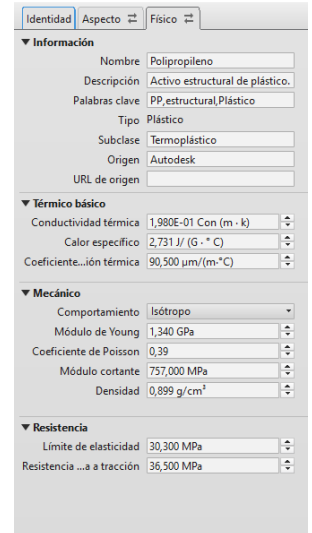 Identidad Aspecto Físico
Información
Nombre Polipropileno
Descripción Activo estructural de plástico.
Palabras clave PP,estructural,Plástico
Tipo Plástico
Subclase Termoplástico
Origen Autodesk
URL de origen
Térmico básico
Conductividad térmica 1,980E-01 Con (m · k)
Calor específico 2,731 J/ (G · ° C)
Coeficiente...ión térmica 90,500 µm/(m·°C)
Mecánico
Comportamiento Isótropo
Módulo de Young 1,340 GPa
Coeficiente de Poisson 0,39
Módulo cortante 757,000 MPa
Densidad 0,899 g/cm³
Resistencia
Límite de elasticidad 30,300 MPa
Resistencia ...a a tracción 36,500 MPa